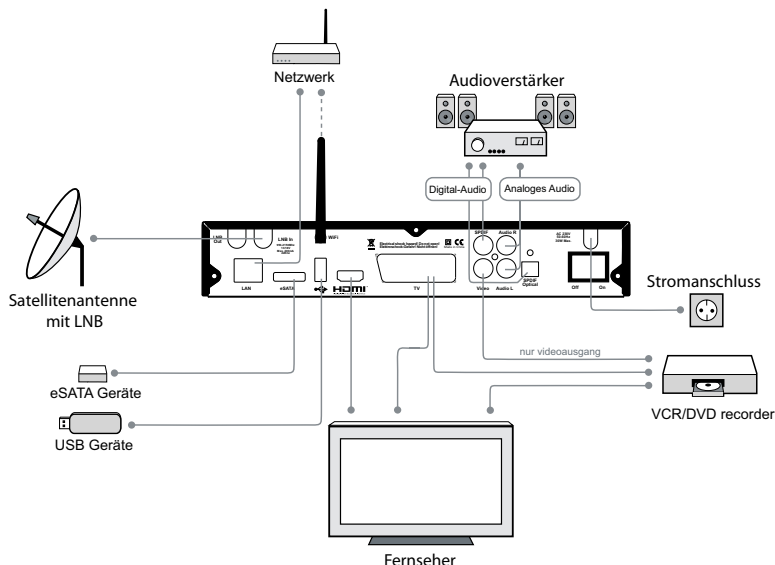 Netzwerk
Audioverstärker
Digital-Audio
Analoges Audio
LNB
Out
LNB In
WiFi
SPDIF
Audio R
AC 230V
LAN
eSATA
HDMI
TV
Video
Audio L
SPDIF
Optical
Off
On
Satellitenantenne
mit LNB
Stromanschluss
nur videoausgang
eSATA Geräte
USB Geräte
VCR/DVD recorder
Fernseher